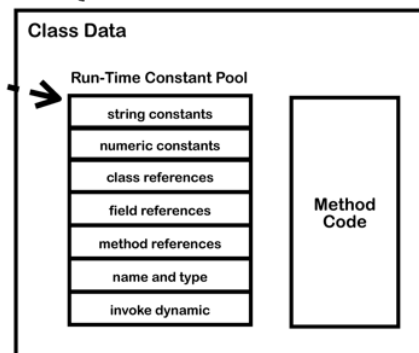 Class Data
Run-Time Constant Pool
string constants
numeric constants
class references
field references
method references
name and type
invoke dynamic
Method
Code